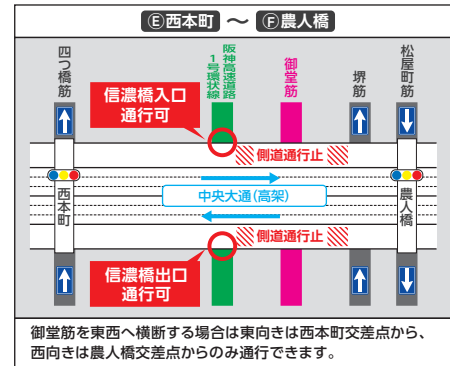 Ⓔ西本町 ～ Ⓕ農人橋
四つ橋筋
阪神高速道路
1号環状線
御堂筋
堺筋
松屋町筋
信濃橋入口
通行可
側道通行止
西本町
中央大通(高架)
農人橋
側道通行止
信濃橋出口
通行可
御堂筋を東西へ横断する場合は東向きは西本町交差点から、
西向きは農人橋交差点からのみ通行できます。